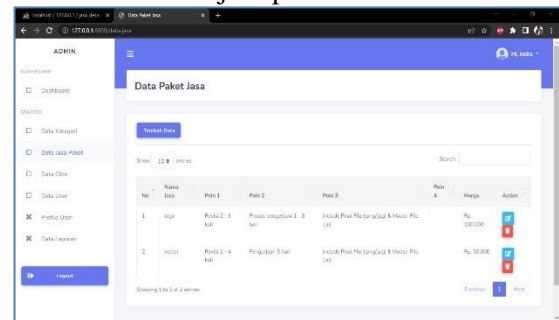 localhost / 127.0.0.1 / jasa desa
Data Paket Jasa
127.0.0.1:8000/data-jasa
ADMIN
Hi, Indra
DASHBOARD
Dashboard
Data Paket Jasa
STARTER
Data Kategori
Data Jasa Paket
Data Client
Data User
Profile User
Data Laporan
Logout
Tambah Data
Show 10 entries
Search:
No Nama Jasa Poin 1 Poin 2 Poin 3 Poin 4 Harga Action
1 logo Revisi 2 - 3 kali Proses pengerjaan 1 - 3 hari include Final File (.png/.jpg) & Master File (.ai) Rp. 100.000
2 vector Revisi 1 - 4 kali Pengerjaan 5 hari include Final File (.png/.jpg) & Master File (.ai) Rp. 50.000
Showing 1 to 2 of 2 entries
Previous 1 Next